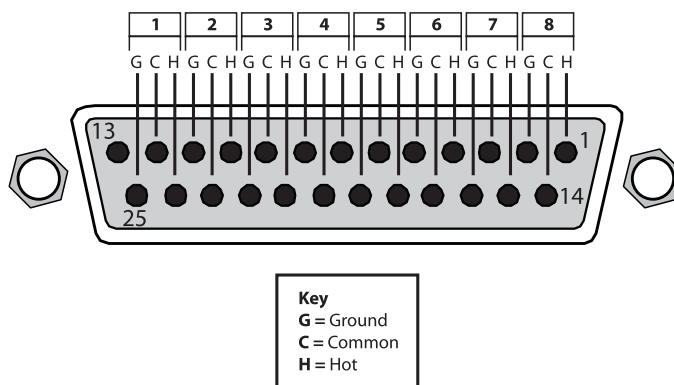 1 2 3 4 5 6 7 8
G C H G C H G C H G C H G C H G C H G C H G C H
13 1
25 14
Key
G = Ground
C = Common
H = Hot